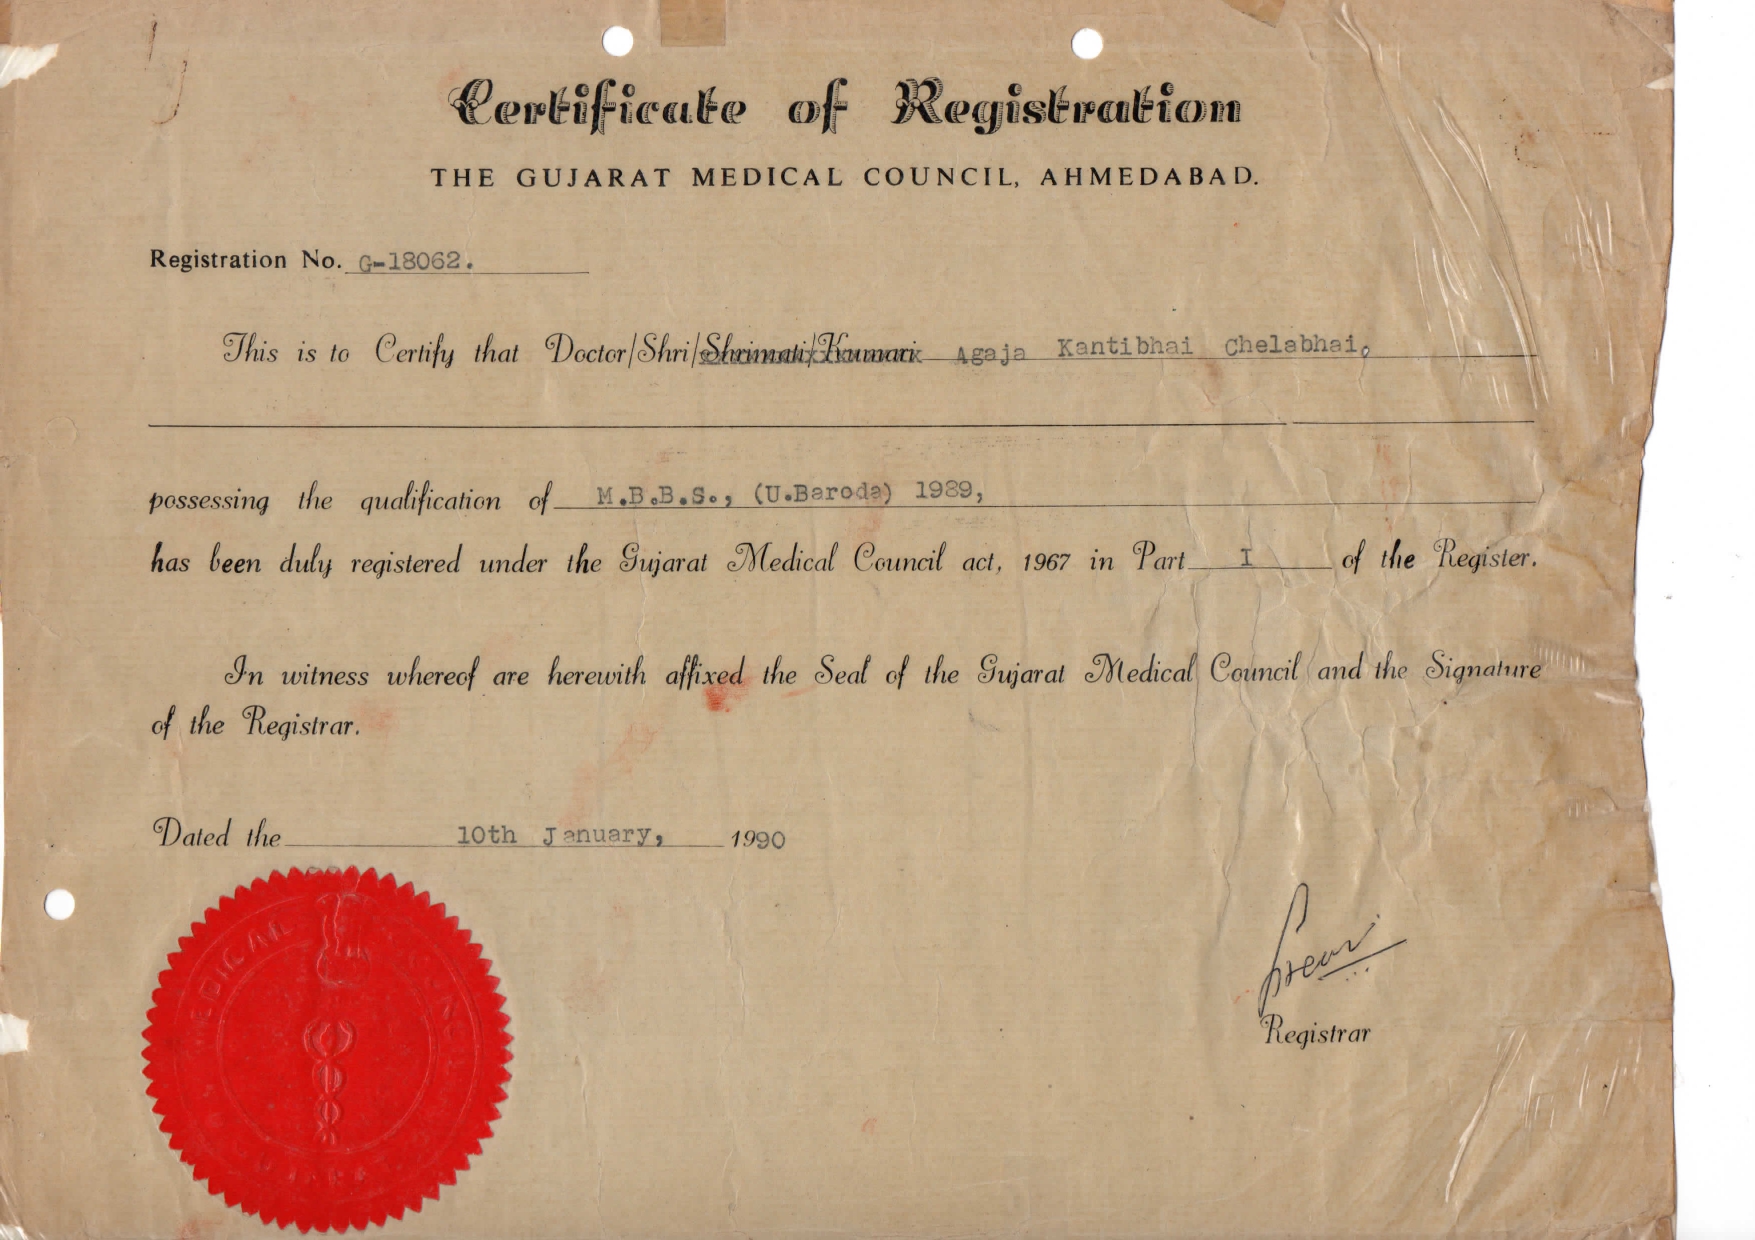 Certificate of Registration
THE GUJARAT MEDICAL COUNCIL, AHMEDABAD.
Registration No. G-18062.
This is to Certify that Doctor/Shri/Shrimati/Kumari Agaja Kantibhai Chelabhai,
possessing the qualification of M.B.B.S., (U.Baroda) 1989,
has been duly registered under the Gujarat Medical Council act, 1967 in Part I of the Register.
In witness whereof are herewith affixed the Seal of the Gujarat Medical Council and the Signature
of the Registrar.
Dated the 10th January, 1990
MEDICAL COUNCIL
Registrar